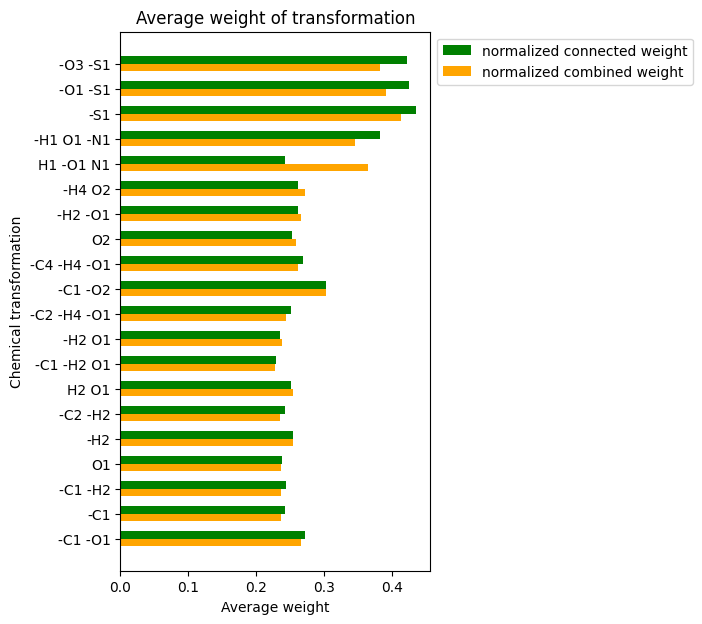 Average weight of transformation
normalized connected weight
normalized combined weight
Chemical transformation
-O3 -S1
-O1 -S1
-S1
-H1 O1 -N1
H1 -O1 N1
-H4 O2
-H2 -O1
O2
-C4 -H4 -O1
-C1 -O2
-C2 -H4 -O1
-H2 O1
-C1 -H2 O1
H2 O1
-C2 -H2
-H2
O1
-C1 -H2
-C1
-C1 -O1
0.0 0.1 0.2 0.3 0.4
Average weight